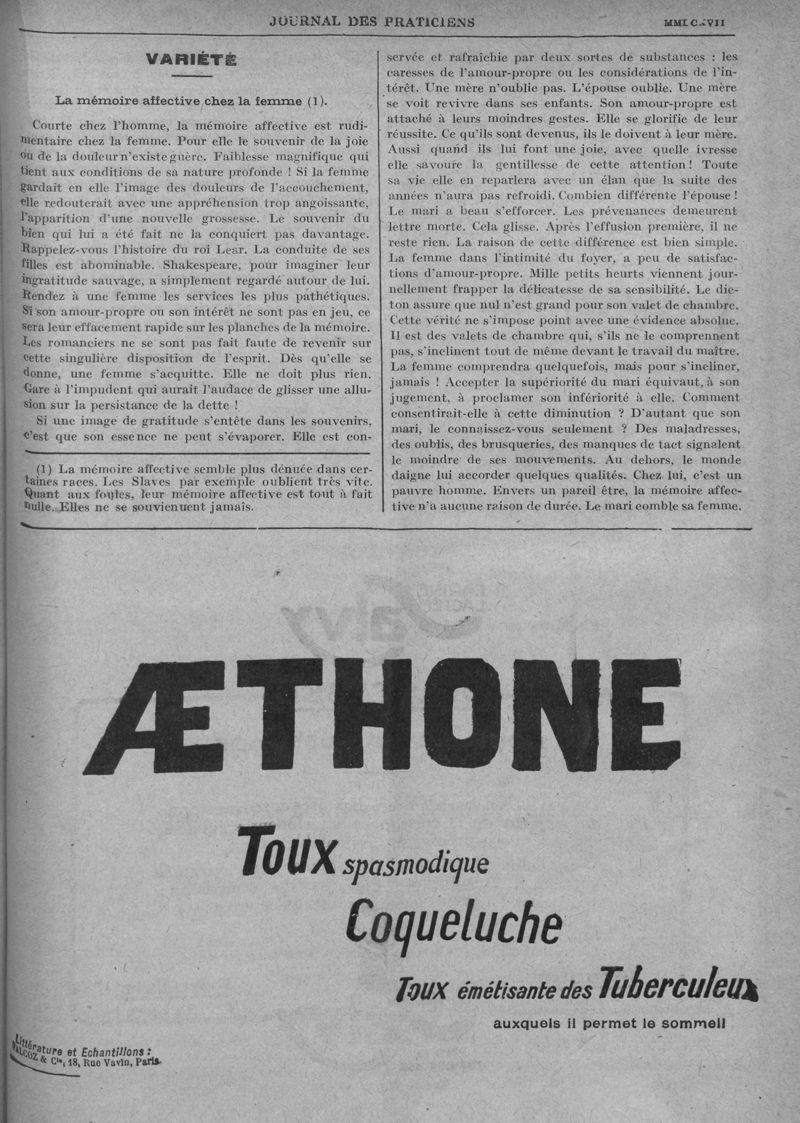 JOURNAL DES PRATICIENS
VARIÉTÉ
La mémoire affective chez la femme (1).
Courte chez l'homme, la mémoire affective est rudi-
mentaire chez la femme. Pour elle le souvenir de la joie
ou de la douleur n'existe guère. Faiblesse magnifique qui
tient aux conditions de sa nature profonde ! Si la femme
gardait en elle l'image des douleurs de l'accouchement,
elle redouterait avec une appréhension trop angoissante,
l'apparition d'une nouvelle grossesse. Le souvenir du
bien qui lui a été fait ne la conquiert pas davantage.
Rappelez-vous l'histoire du roi Lear. La conduite de ses
filles est abominable. Shakespeare, pour imaginer leur
ingratitude sauvage, a simplement regardé autour de lui.
Rendez à une femme les services les plus pathétiques.
Si son amour-propre ou son intérêt ne sont pas en jeu, ce
sera leur effacement rapide sur les planches de la mémoire.
Les romanciers ne se sont pas fait faute de revenir sur
cette singulière disposition de l'esprit. Dès qu'elle se
donne, une femme s'acquitte. Elle ne doit plus rien.
Gare à l'impudent qui aurait l'audace de glisser une allu-
sion sur la persistance de la dette !
Si une image de gratitude s'entête dans les souvenirs,
c'est que son essence ne peut s'évaporer. Elle est con-
(1) La mémoire affective semble plus dénuée dans cer-
taines races. Les Slaves par exemple oublient très vite.
Quant aux foules, leur mémoire affective est tout à fait
nulle. Elles ne se souviennent jamais.
servée et rafraîchie par deux sortes de substances : les
caresses de l'amour-propre ou les considérations de l'in-
térêt. Une mère n'oublie pas. L'épouse oublie. Une mère
se voit revivre dans ses enfants. Son amour-propre est
attaché à leurs moindres gestes. Elle se glorifie de leur
réussite. Ce qu'ils sont devenus, ils le doivent à leur mère.
Aussi quand ils lui font une joie, avec quelle ivresse
elle savoure la gentillesse de cette attention ! Toute
sa vie elle en reparlera avec un élan que la suite des
années n'aura pas refroidi. Combien différente l'épouse !
Le mari a beau s'efforcer. Les prévenances demeurent
lettre morte. Cela glisse. Après l'effusion première, il ne
reste rien. La raison de cette différence est bien simple.
La femme dans l'intimité du foyer, a peu de satisfac-
tions d'amour-propre. Mille petits heurts viennent jour-
nellement frapper la délicatesse de sa sensibilité. Le dic-
ton assure que nul n'est grand pour son valet de chambre.
Cette vérité ne s'impose point avec une évidence absolue.
Il est des valets de chambre qui, s'ils ne le comprennent
pas, s'inclinent tout de même devant le travail du maître.
La femme comprendra quelquefois, mais pour s'incliner,
jamais ! Accepter la supériorité du mari équivaut, à son
jugement, à proclamer son infériorité à elle. Comment
consentirait-elle à cette diminution ? D'autant que son
mari, le connaissez-vous seulement ? Des maladresses,
des oublis, des brusqueries, des manques de tact signalent
le moindre de ses mouvements. Au dehors, le monde
daigne lui accorder quelques qualités. Chez lui, c'est un
pauvre homme. Envers un pareil être, la mémoire affec-
tive n'a aucune raison de durée. Le mari comble sa femme.
ÆTHONE
Toux spasmodique
Coqueluche
Toux émétisante des Tuberculeux
auxquels il permet le sommeil
Littérature et Echantillons :
& Cie, 18, Rue Vavin, Paris.